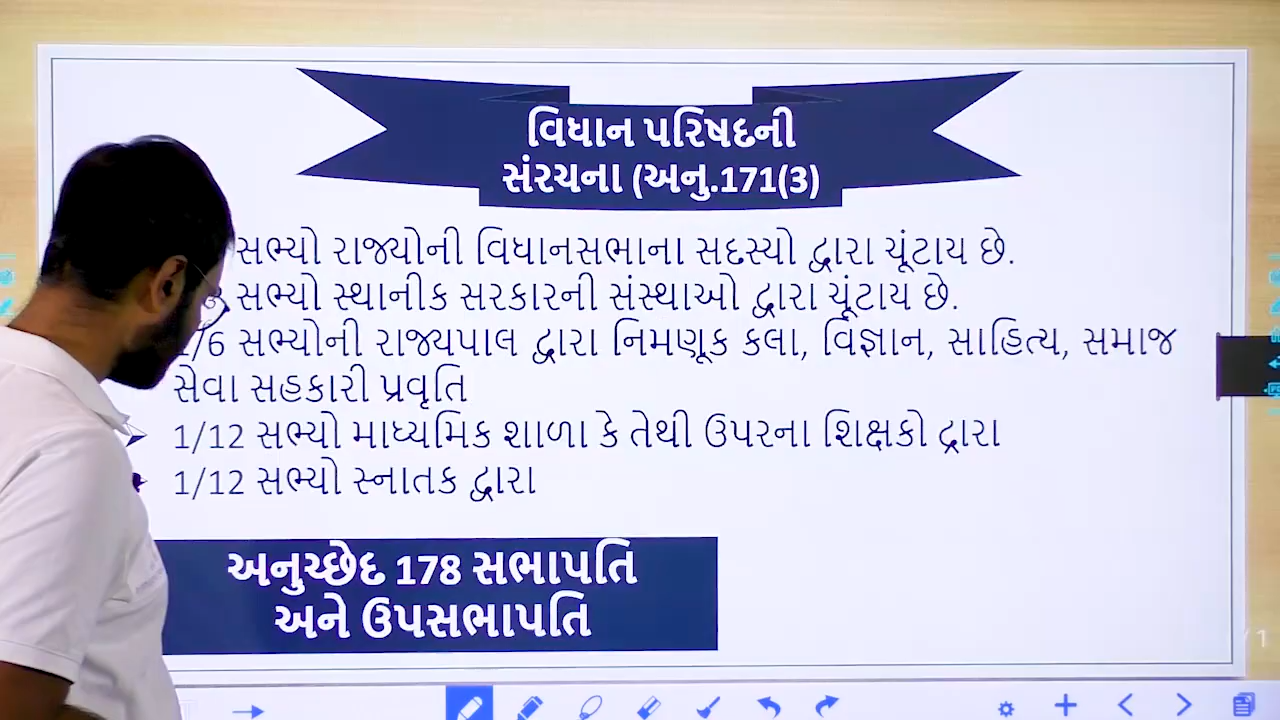 વિધાન પરિષદની
સંરચના (અનુ.171(3)
સભ્યો રાજ્યોની વિધાનસભાના સદસ્યો દ્વારા ચૂંટાય છે.
સભ્યો સ્થાનીક સરકારની સંસ્થાઓ દ્વારા ચૂંટાય છે.
1/6 સભ્યોની રાજ્યપાલ દ્વારા નિમણૂક કલા, વિજ્ઞાન, સાહિત્ય, સમાજ
સેવા સહકારી પ્રવૃતિ
1/12 સભ્યો માધ્યમિક શાળા કે તેથી ઉપરના શિક્ષકો દ્રારા
1/12 સભ્યો સ્નાતક દ્વારા
અનુચ્છેદ 178 સભાપતિ
અને ઉપસભાપતિ